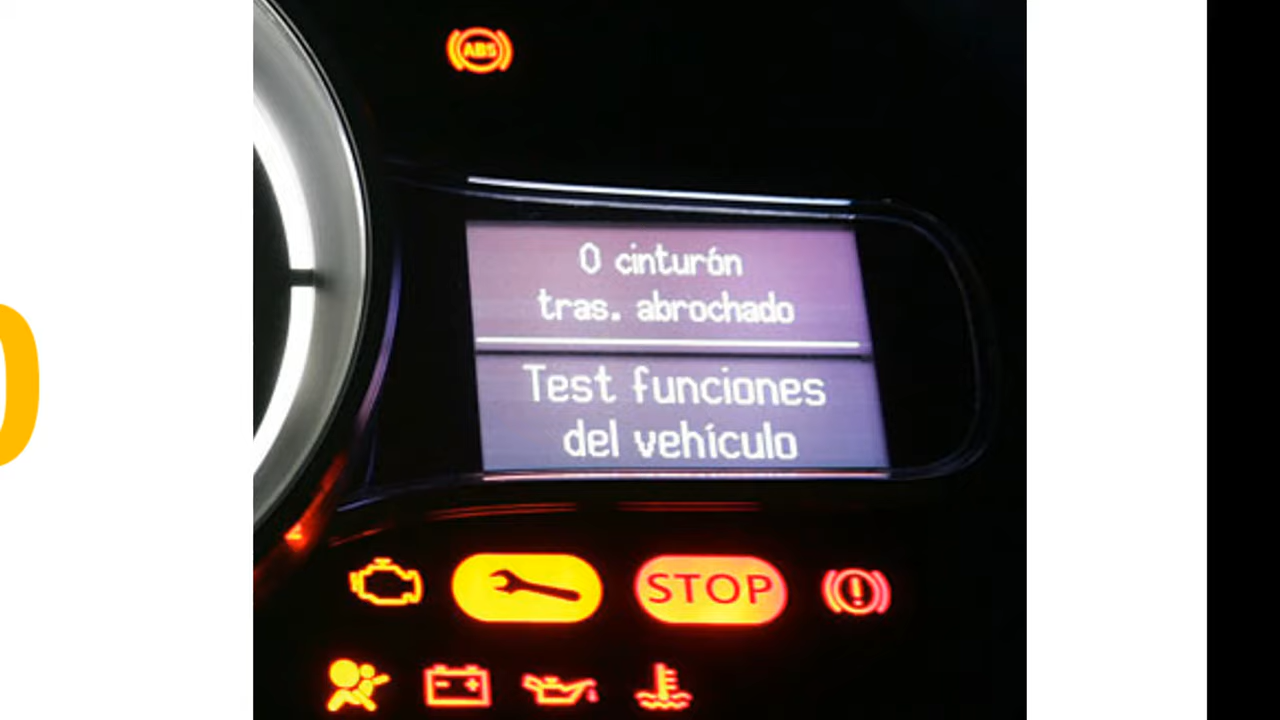 ABS
0 cinturón
tras. abrochado
Test funciones
del vehículo
STOP